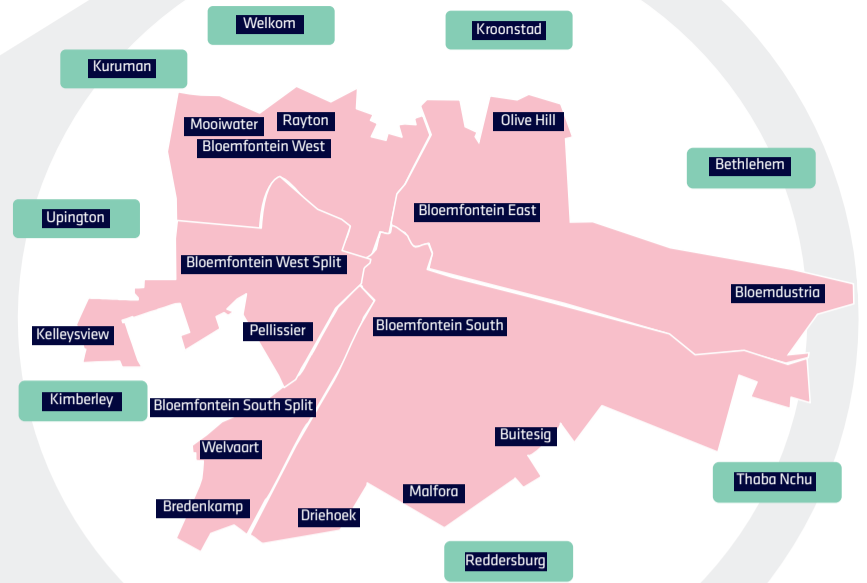 Welkom
Kroonstad
Kuruman
Mooiwater
Rayton
Olive Hill
Bloemfontein West
Bethlehem
Upington
Bloemfontein East
Bloemfontein West Split
Bloemdustria
Kelleysview
Pellissier
Bloemfontein South
Kimberley
Bloemfontein South Split
Welvaart
Buitesig
Thaba Nchu
Malfora
Bredenkamp
Driehoek
Reddersburg